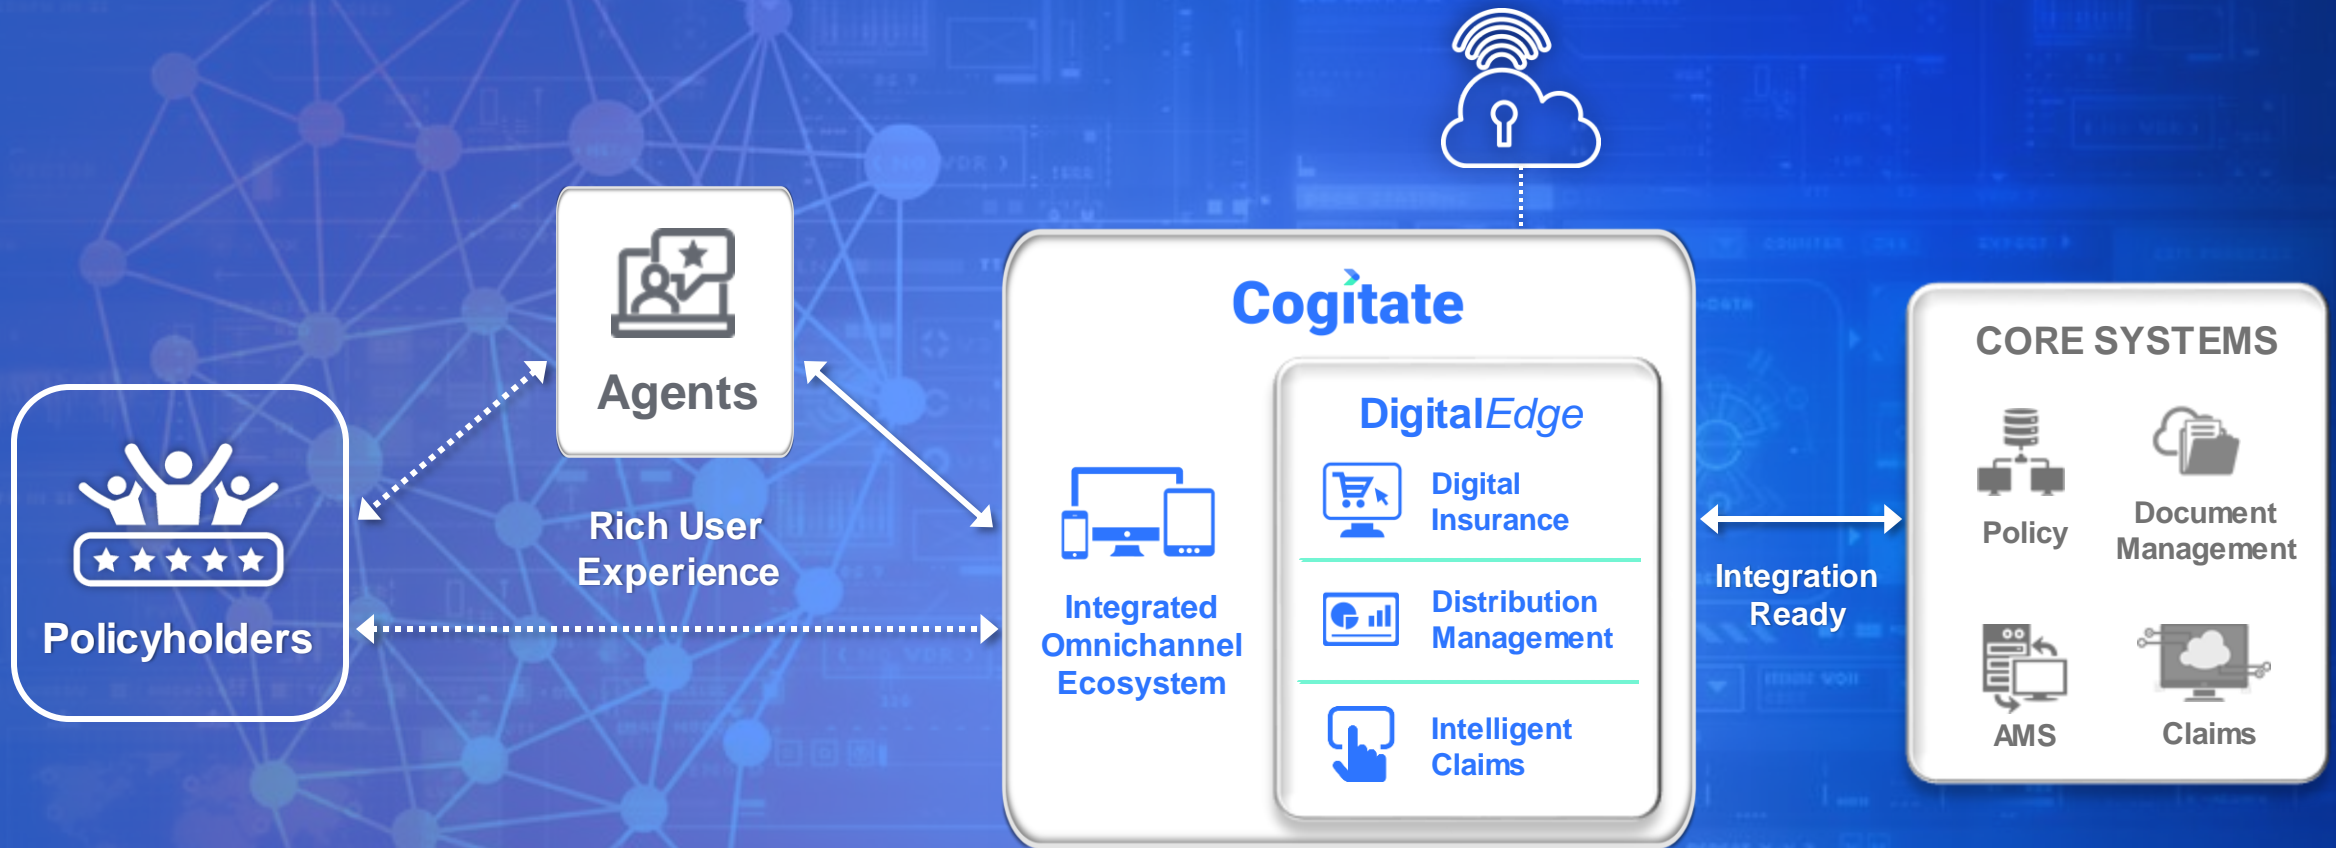 Policyholders
Agents
Rich User
Experience
Cogitate
Integrated
Omnichannel
Ecosystem
DigitalEdge
Digital
Insurance
Distribution
Management
Intelligent
Claims
Integration
Ready
CORE SYSTEMS
Policy
Document
Management
AMS
Claims